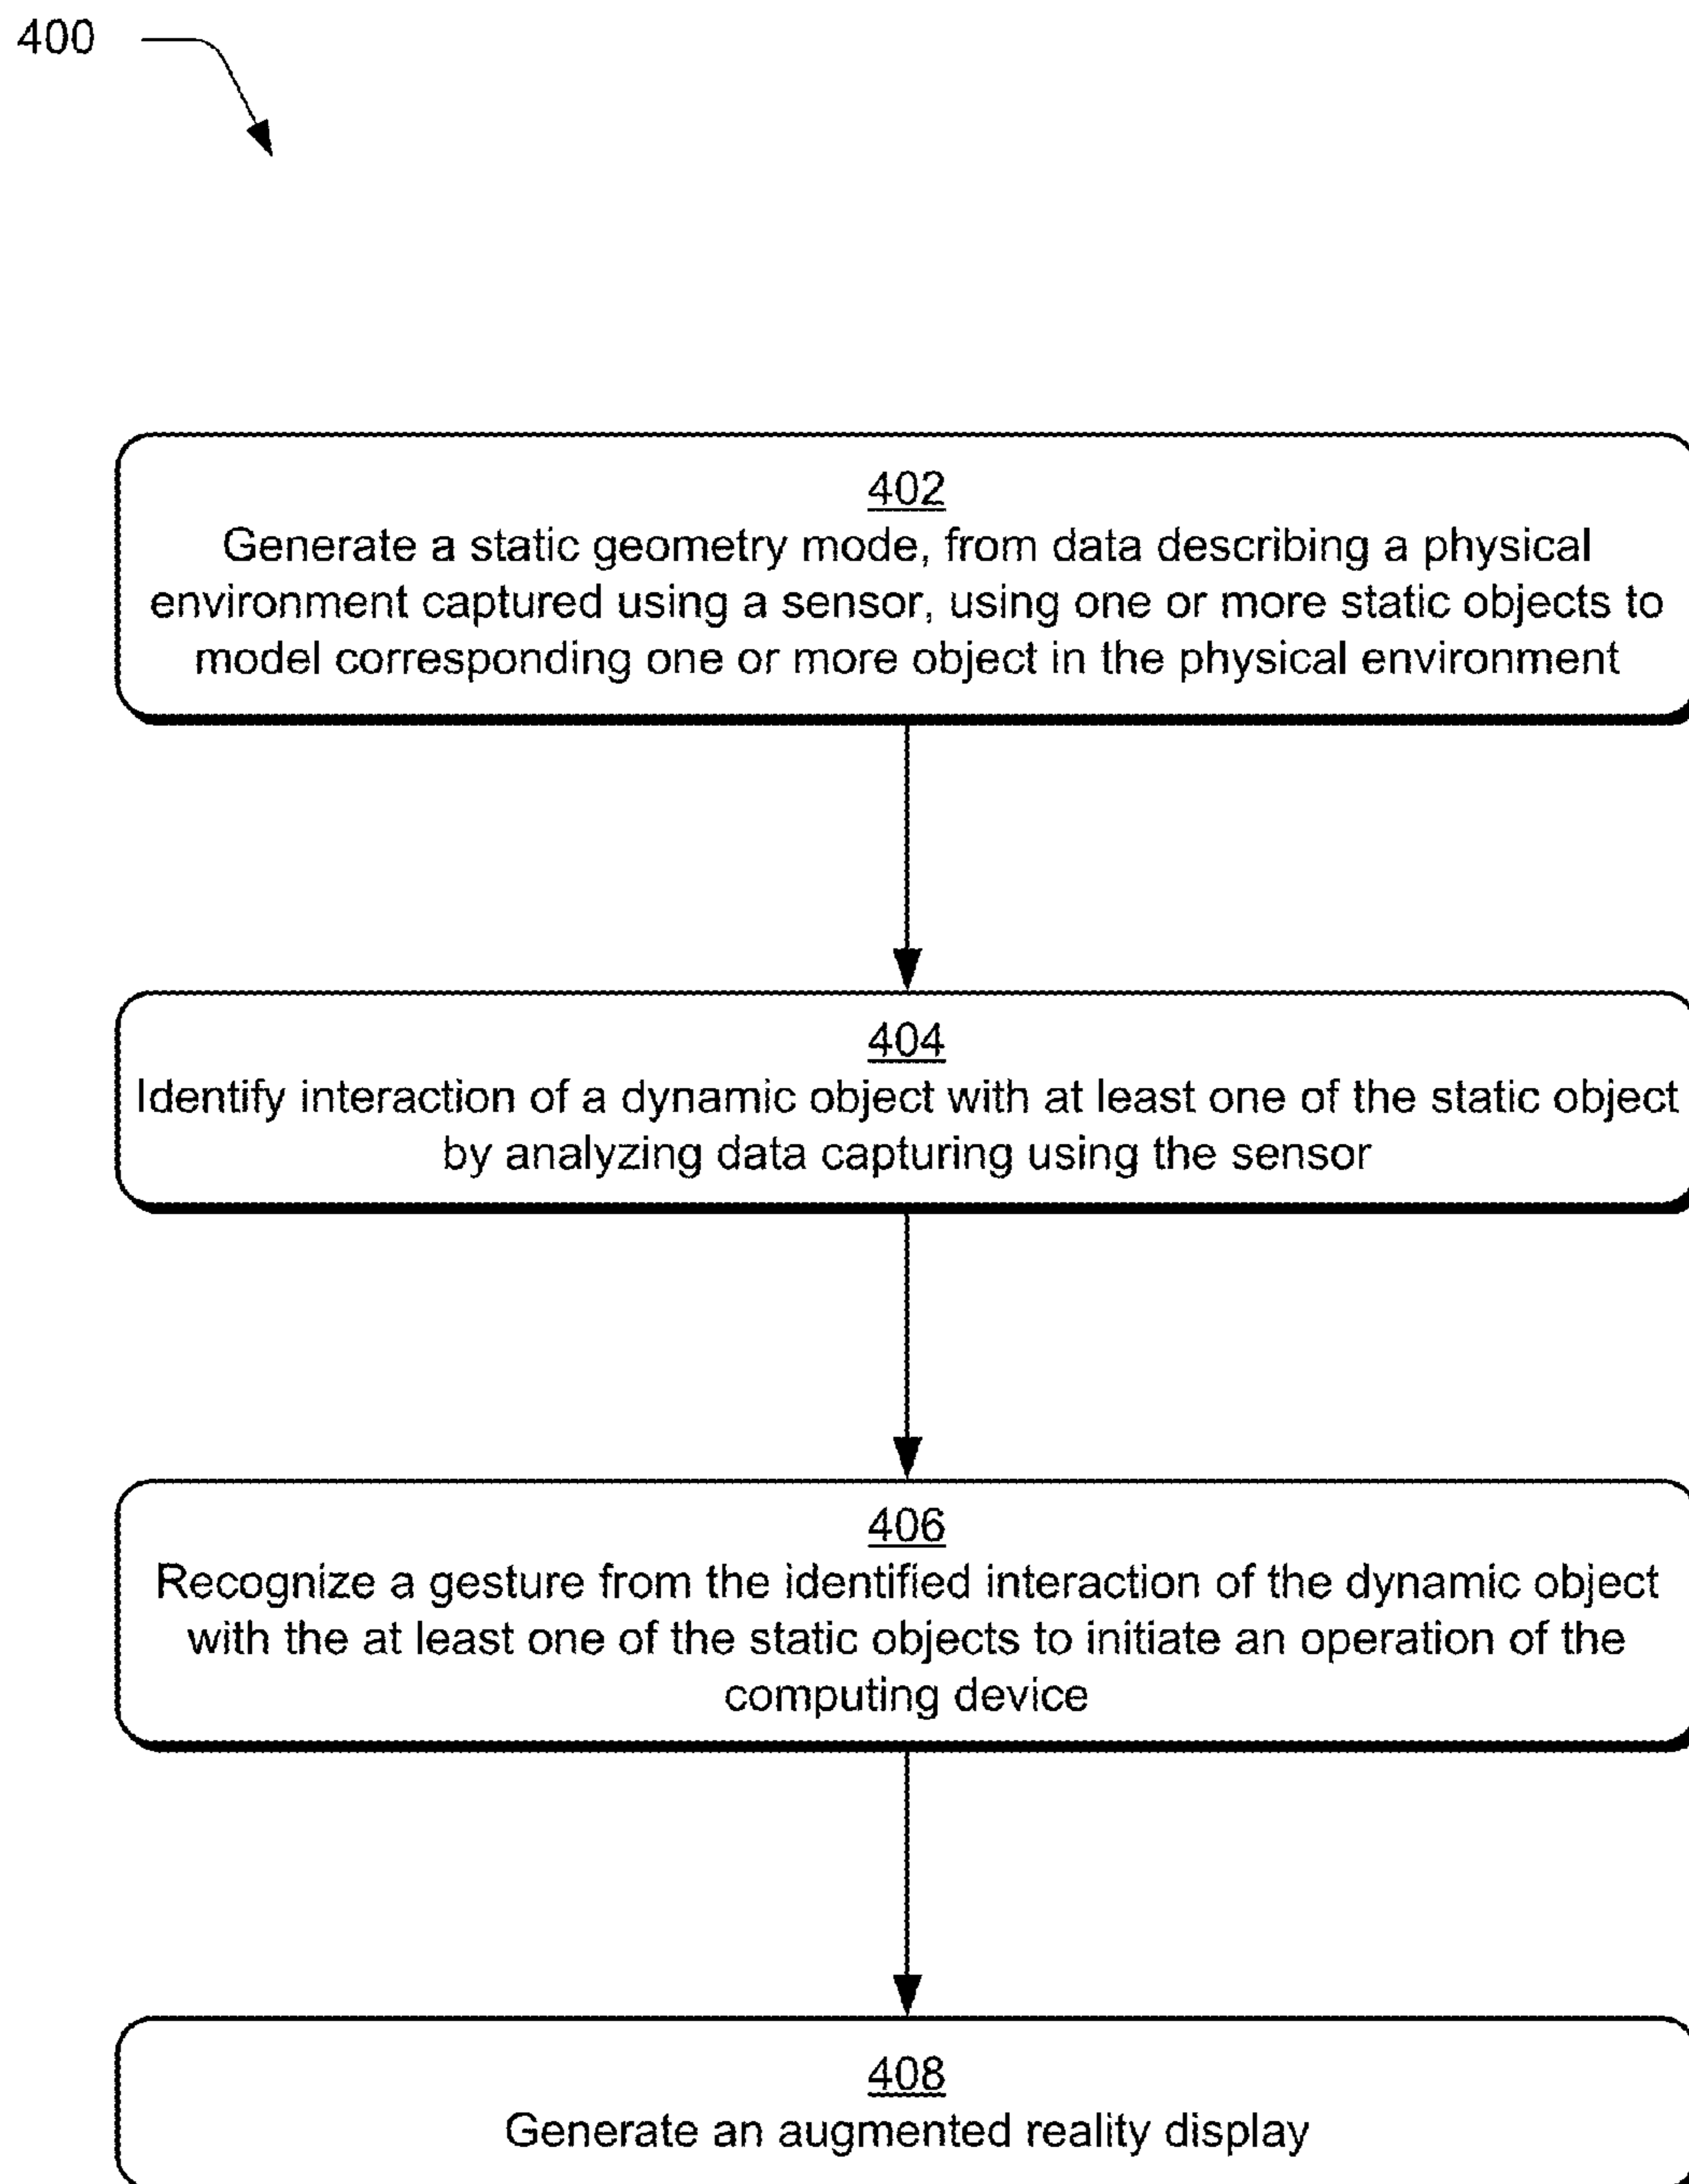 400
402
Generate a static geometry mode, from data describing a physical
environment captured using a sensor, using one or more static objects to
model corresponding one or more object in the physical environment
404
Identify interaction of a dynamic object with at least one of the static object
by analyzing data capturing using the sensor
406
Recognize a gesture from the identified interaction of the dynamic object
with the at least one of the static objects to initiate an operation of the
computing device
408
Generate an augmented reality display